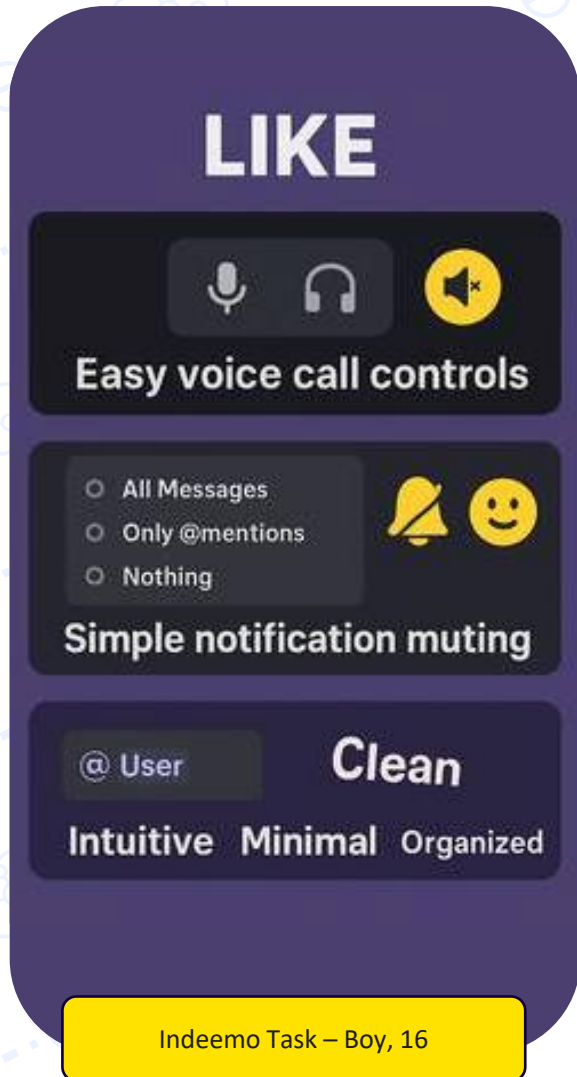 LIKE
Easy voice call controls
All Messages
Only @mentions
Nothing
Simple notification muting
@ User
Clean
Intuitive Minimal Organized
Indeemo Task – Boy, 16